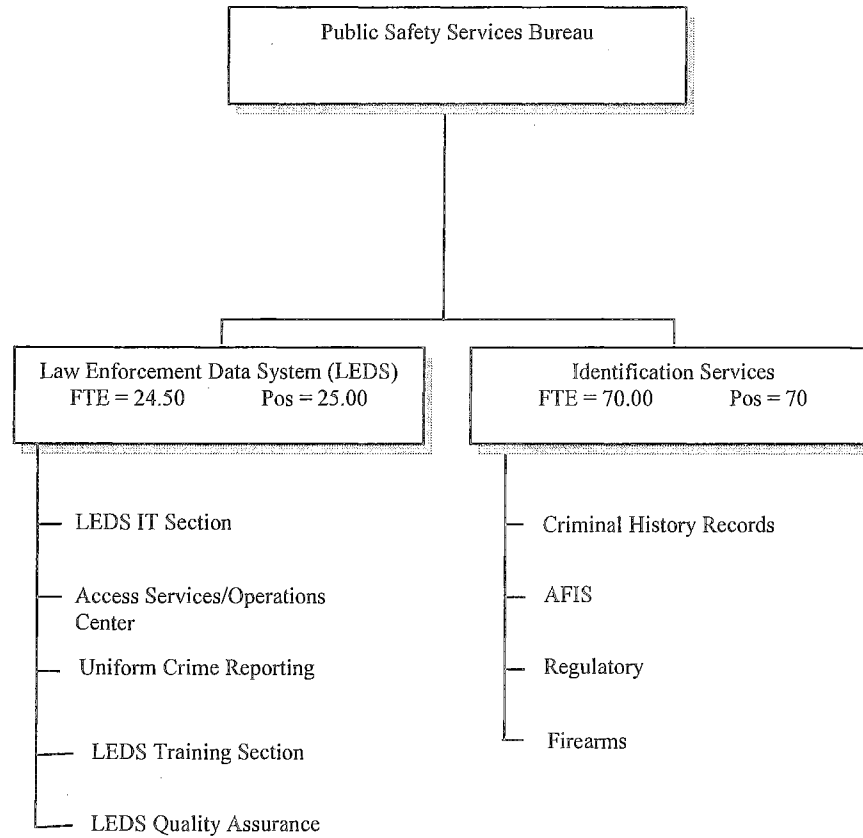 Public Safety Services Bureau
Law Enforcement Data System (LEDS)
FTE = 24.50 Pos = 25.00
LEDS IT Section
Access Services/Operations
Center
Uniform Crime Reporting
LEDS Training Section
LEDS Quality Assurance
Identification Services
FTE = 70.00 Pos = 70
Criminal History Records
AFIS
Regulatory
Firearms